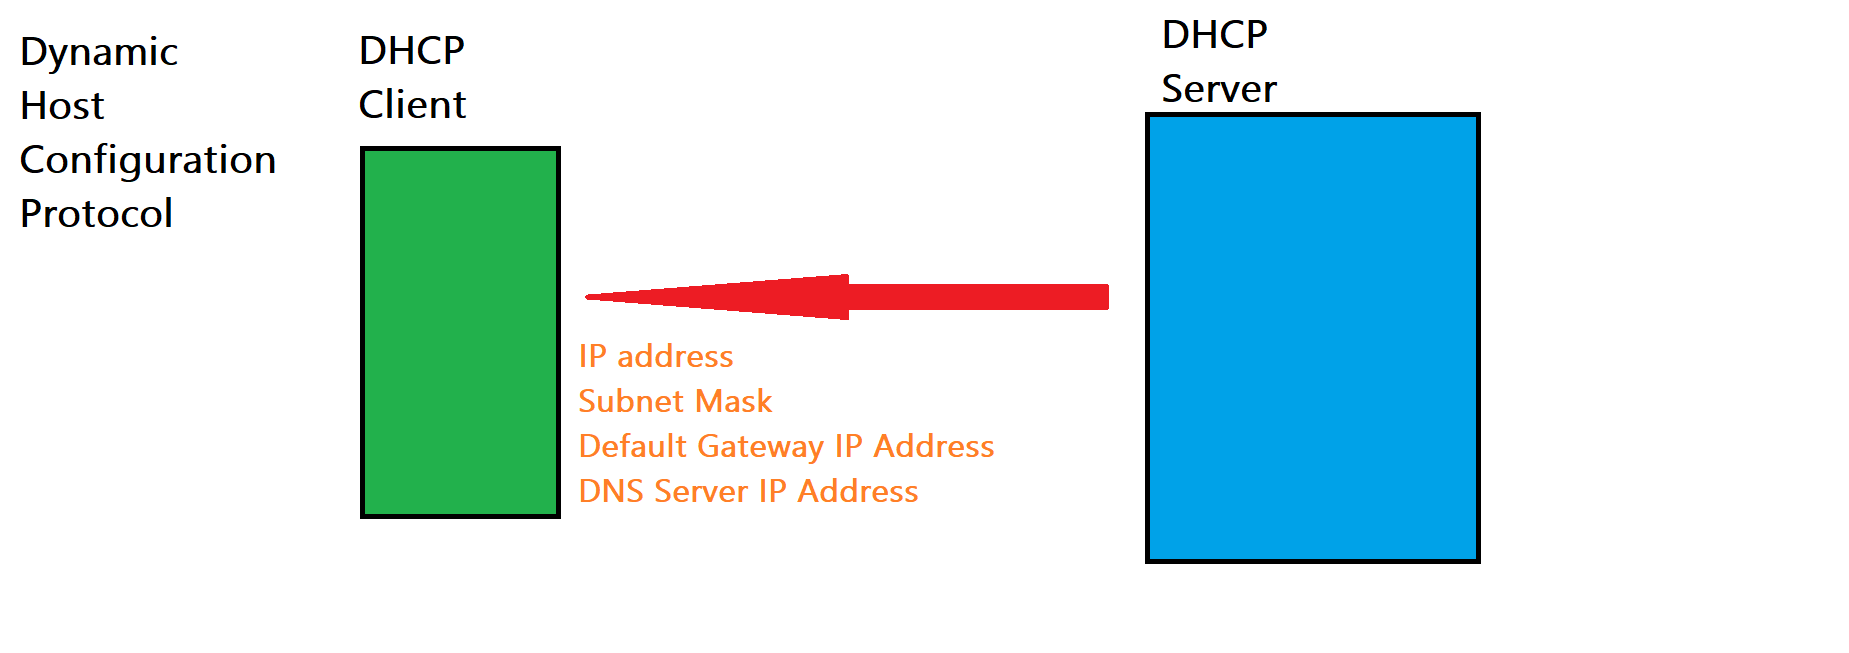 Dynamic
Host
Configuration
Protocol
DHCP
Client
DHCP
Server
IP address
Subnet Mask
Default Gateway IP Address
DNS Server IP Address